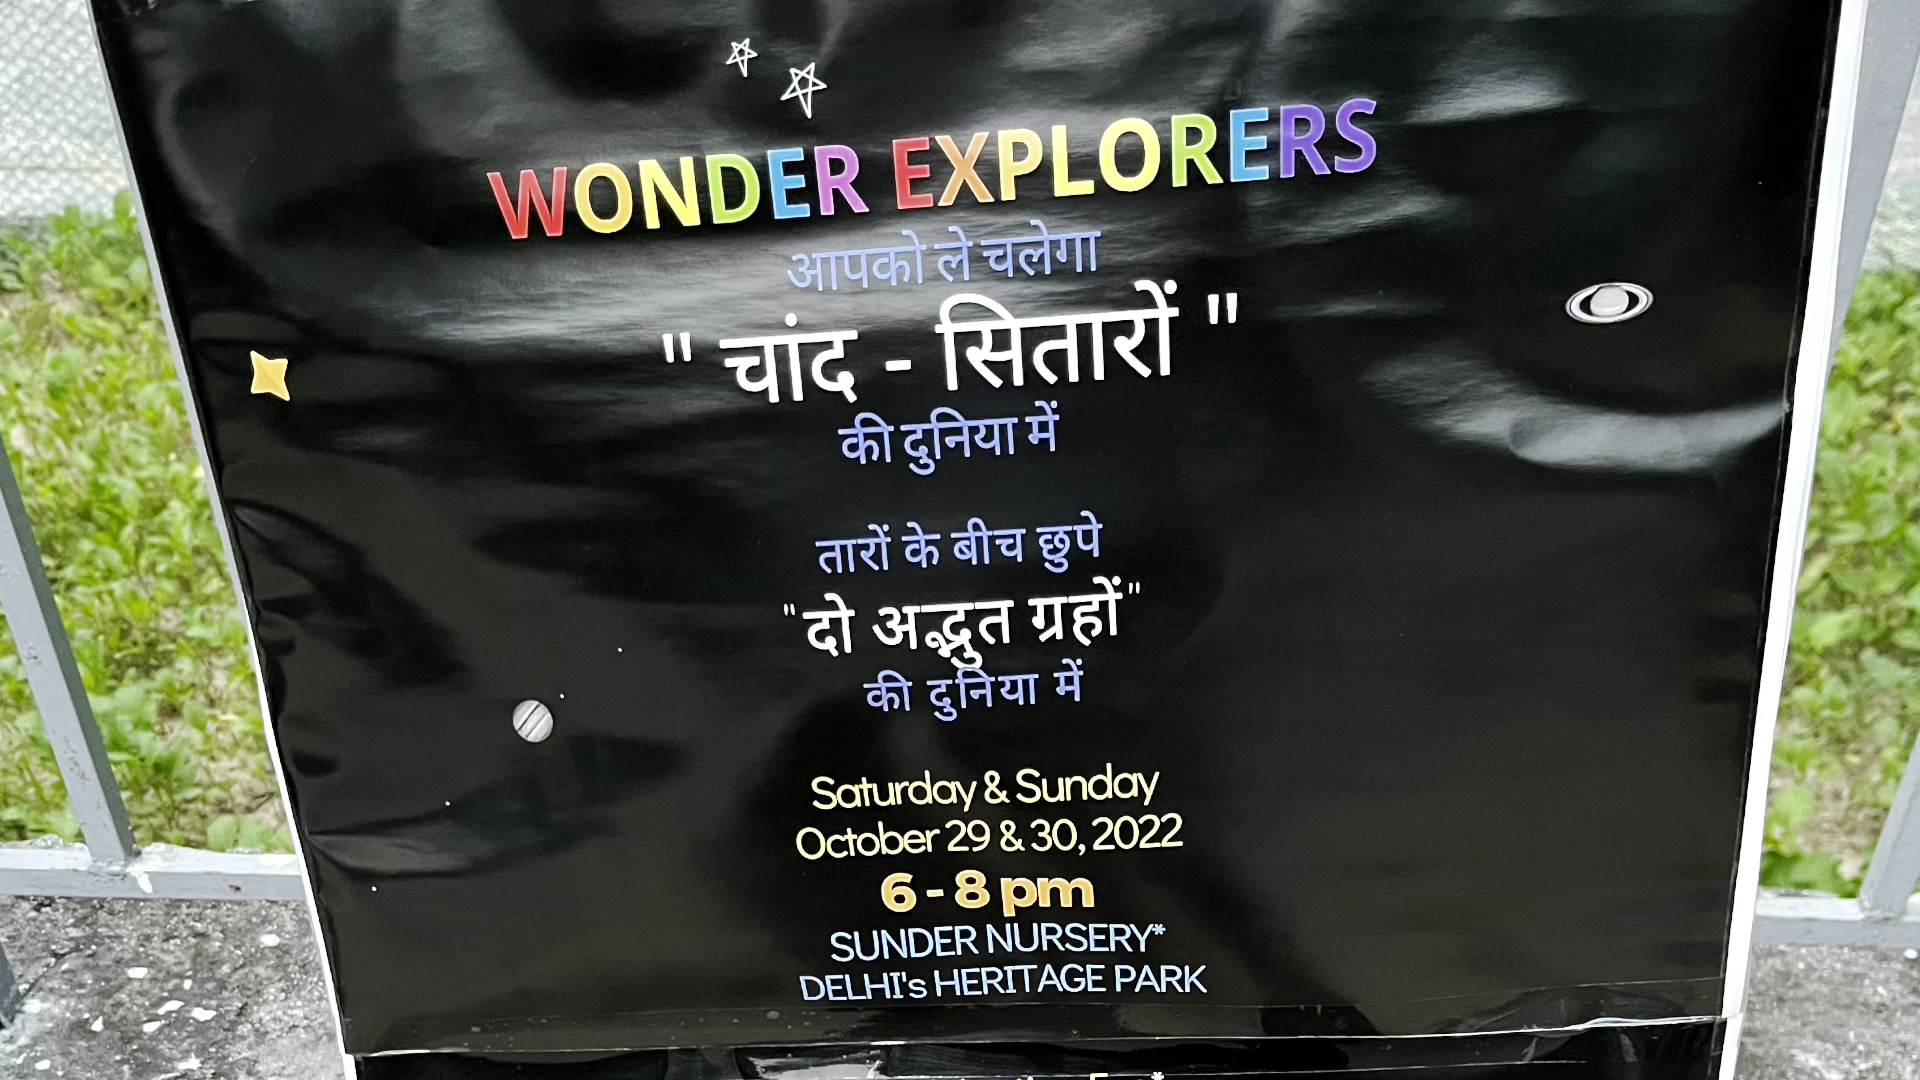 WONDER EXPLORERS
आपको ले चलेगा
" चांद - सितारों "
की दुनिया में
तारों के बीच छुपे
"दो अद्भुत ग्रहों"
की दुनिया में
Saturday & Sunday
October 29 & 30, 2022
6 - 8 pm
SUNDER NURSERY*
DELHI's HERITAGE PARK